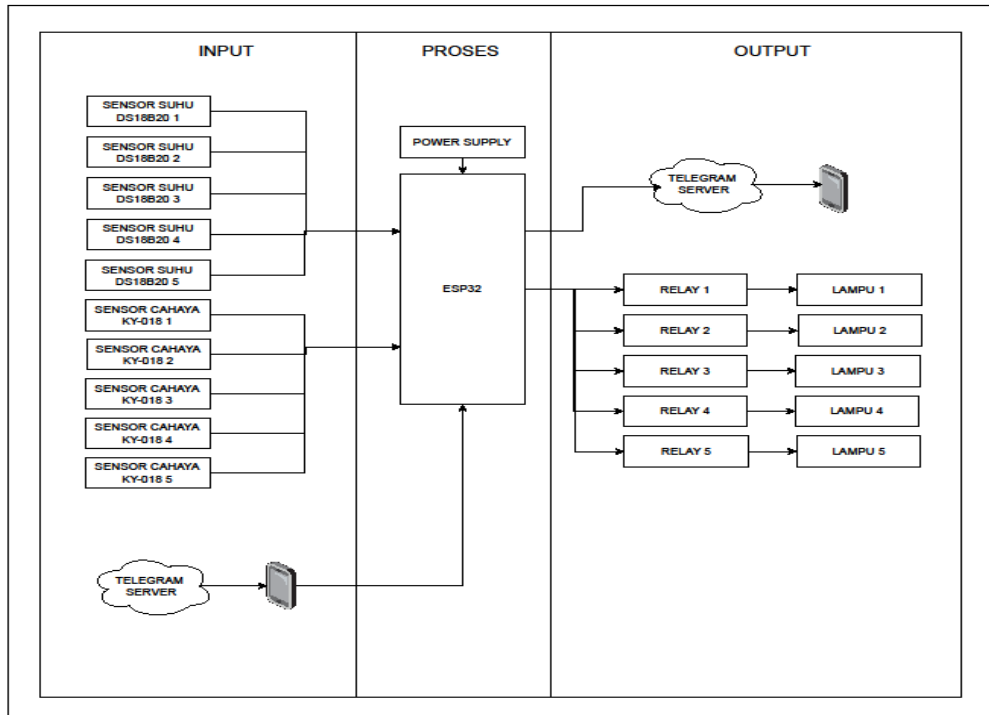 INPUT
PROSES
OUTPUT
SENSOR SUHU
DS18B20 1
SENSOR SUHU
DS18B20 2
SENSOR SUHU
DS18B20 3
SENSOR SUHU
DS18B20 4
SENSOR SUHU
DS18B20 5
SENSOR CAHAYA
KY-018 1
SENSOR CAHAYA
KY-018 2
SENSOR CAHAYA
KY-018 3
SENSOR CAHAYA
KY-018 4
SENSOR CAHAYA
KY-018 5
TELEGRAM
SERVER
POWER SUPPLY
ESP32
TELEGRAM
SERVER
RELAY 1
LAMPU 1
RELAY 2
LAMPU 2
RELAY 3
LAMPU 3
RELAY 4
LAMPU 4
RELAY 5
LAMPU 5